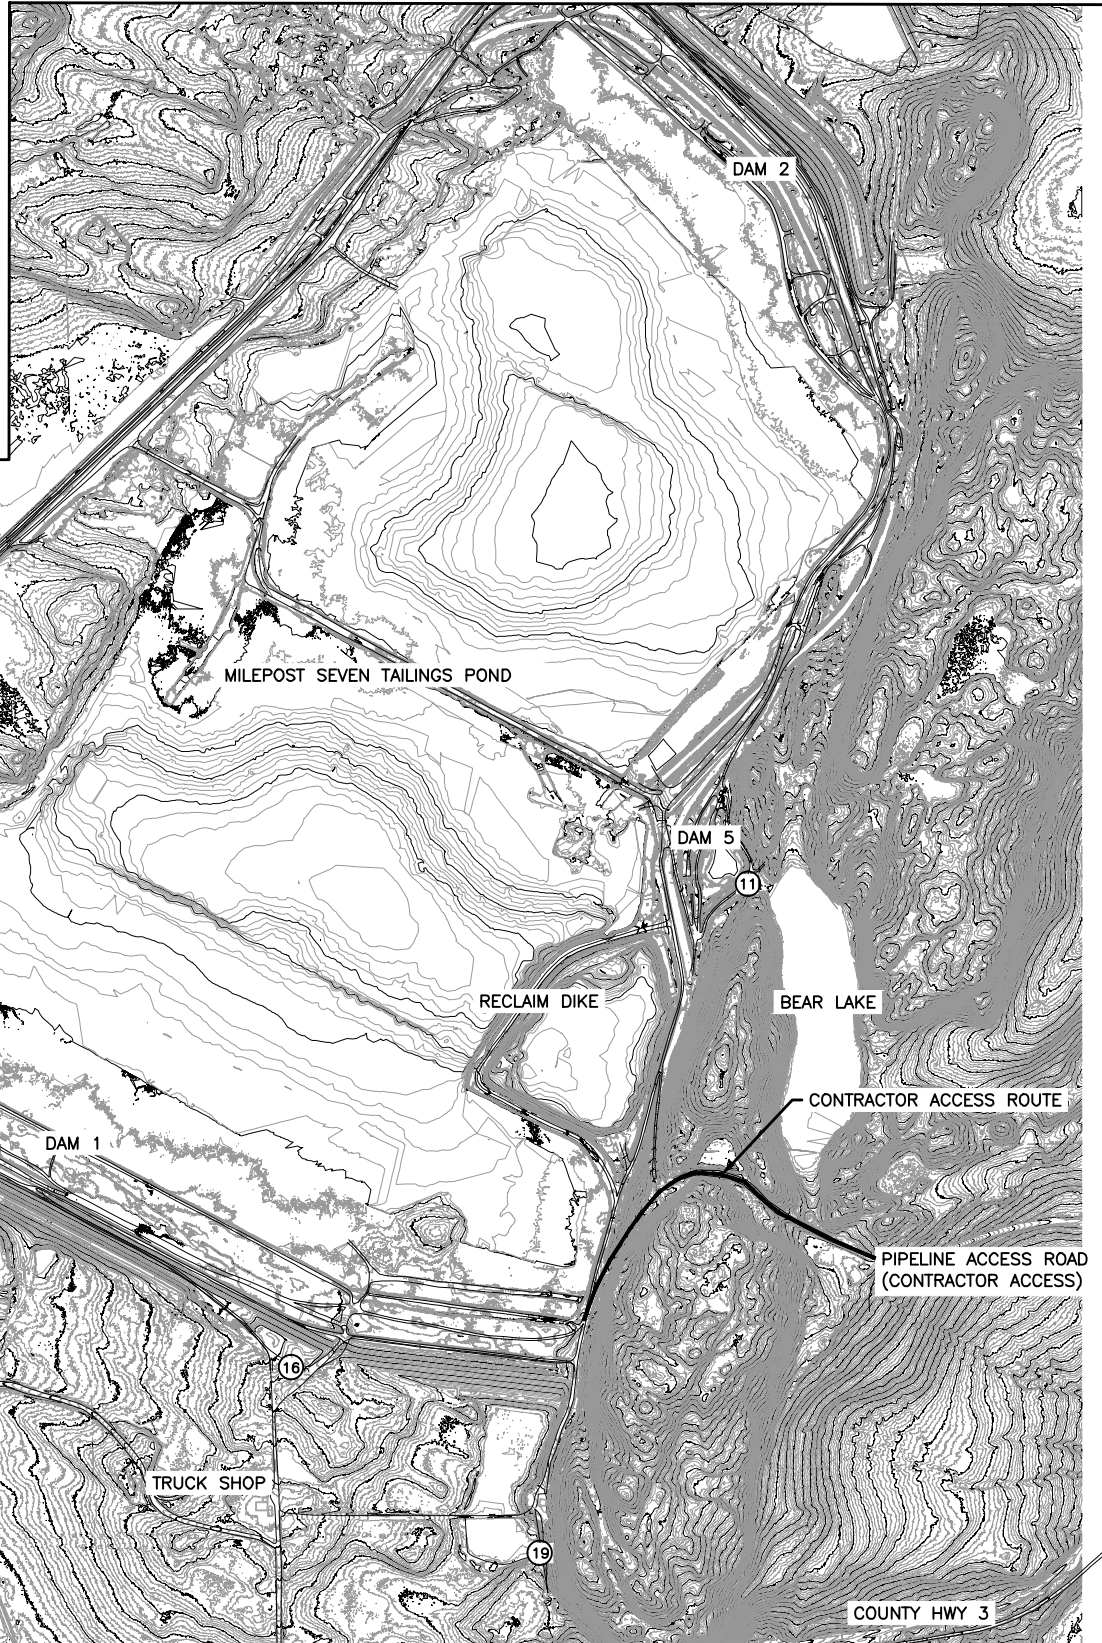 DAM 2
MILEPOST SEVEN TAILINGS POND
DAM 5
11
RECLAIM DIKE
BEAR LAKE
CONTRACTOR ACCESS ROUTE
DAM 1
PIPELINE ACCESS ROAD
(CONTRACTOR ACCESS)
16
TRUCK SHOP
19
COUNTY HWY 3